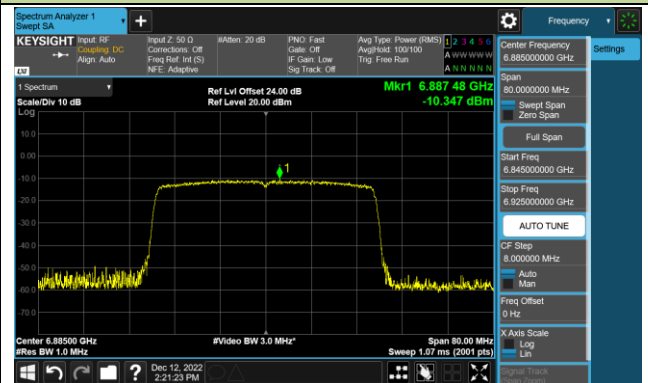 Spectrum Analyzer 1
Swept SA
Frequency
KEYSIGHT
Input: RF
Coupling: DC
Align: Auto
Input Z: 50 Ω
Corrections: Off
Freq Ref: Int (S)
NFE: Adaptive
#Atten: 20 dB
PNO: Fast
Gate: Off
IF Gain: Low
Sig Track: Off
Avg Type: Power (RMS)
Avg|Hold: 100/100
Trig: Free Run
1 2 3 4 5 6
A W W W W W
A N N N N N
LXI
1 Spectrum
Scale/Div 10 dB
Log
Ref Lvl Offset 24.00 dB
Ref Level 20.00 dBm
Mkr1 6.887 48 GHz
-10.347 dBm
1
10.0
0.00
-10.0
-20.0
-30.0
-40.0
-50.0
-60.0
-70.0
Center 6.88500 GHz
#Res BW 1.0 MHz
#Video BW 3.0 MHz*
Span 80.00 MHz
Sweep 1.07 ms (2001 pts)
Dec 12, 2022
2:21:23 PM
?
Center Frequency
6.885000000 GHz
Settings
Span
80.0000000 MHz
Swept Span
Zero Span
Full Span
Start Freq
6.845000000 GHz
Stop Freq
6.925000000 GHz
AUTO TUNE
CF Step
8.000000 MHz
Auto
Man
Freq Offset
0 Hz
X Axis Scale
Log
Lin
Signal Track
(Span Zoom)